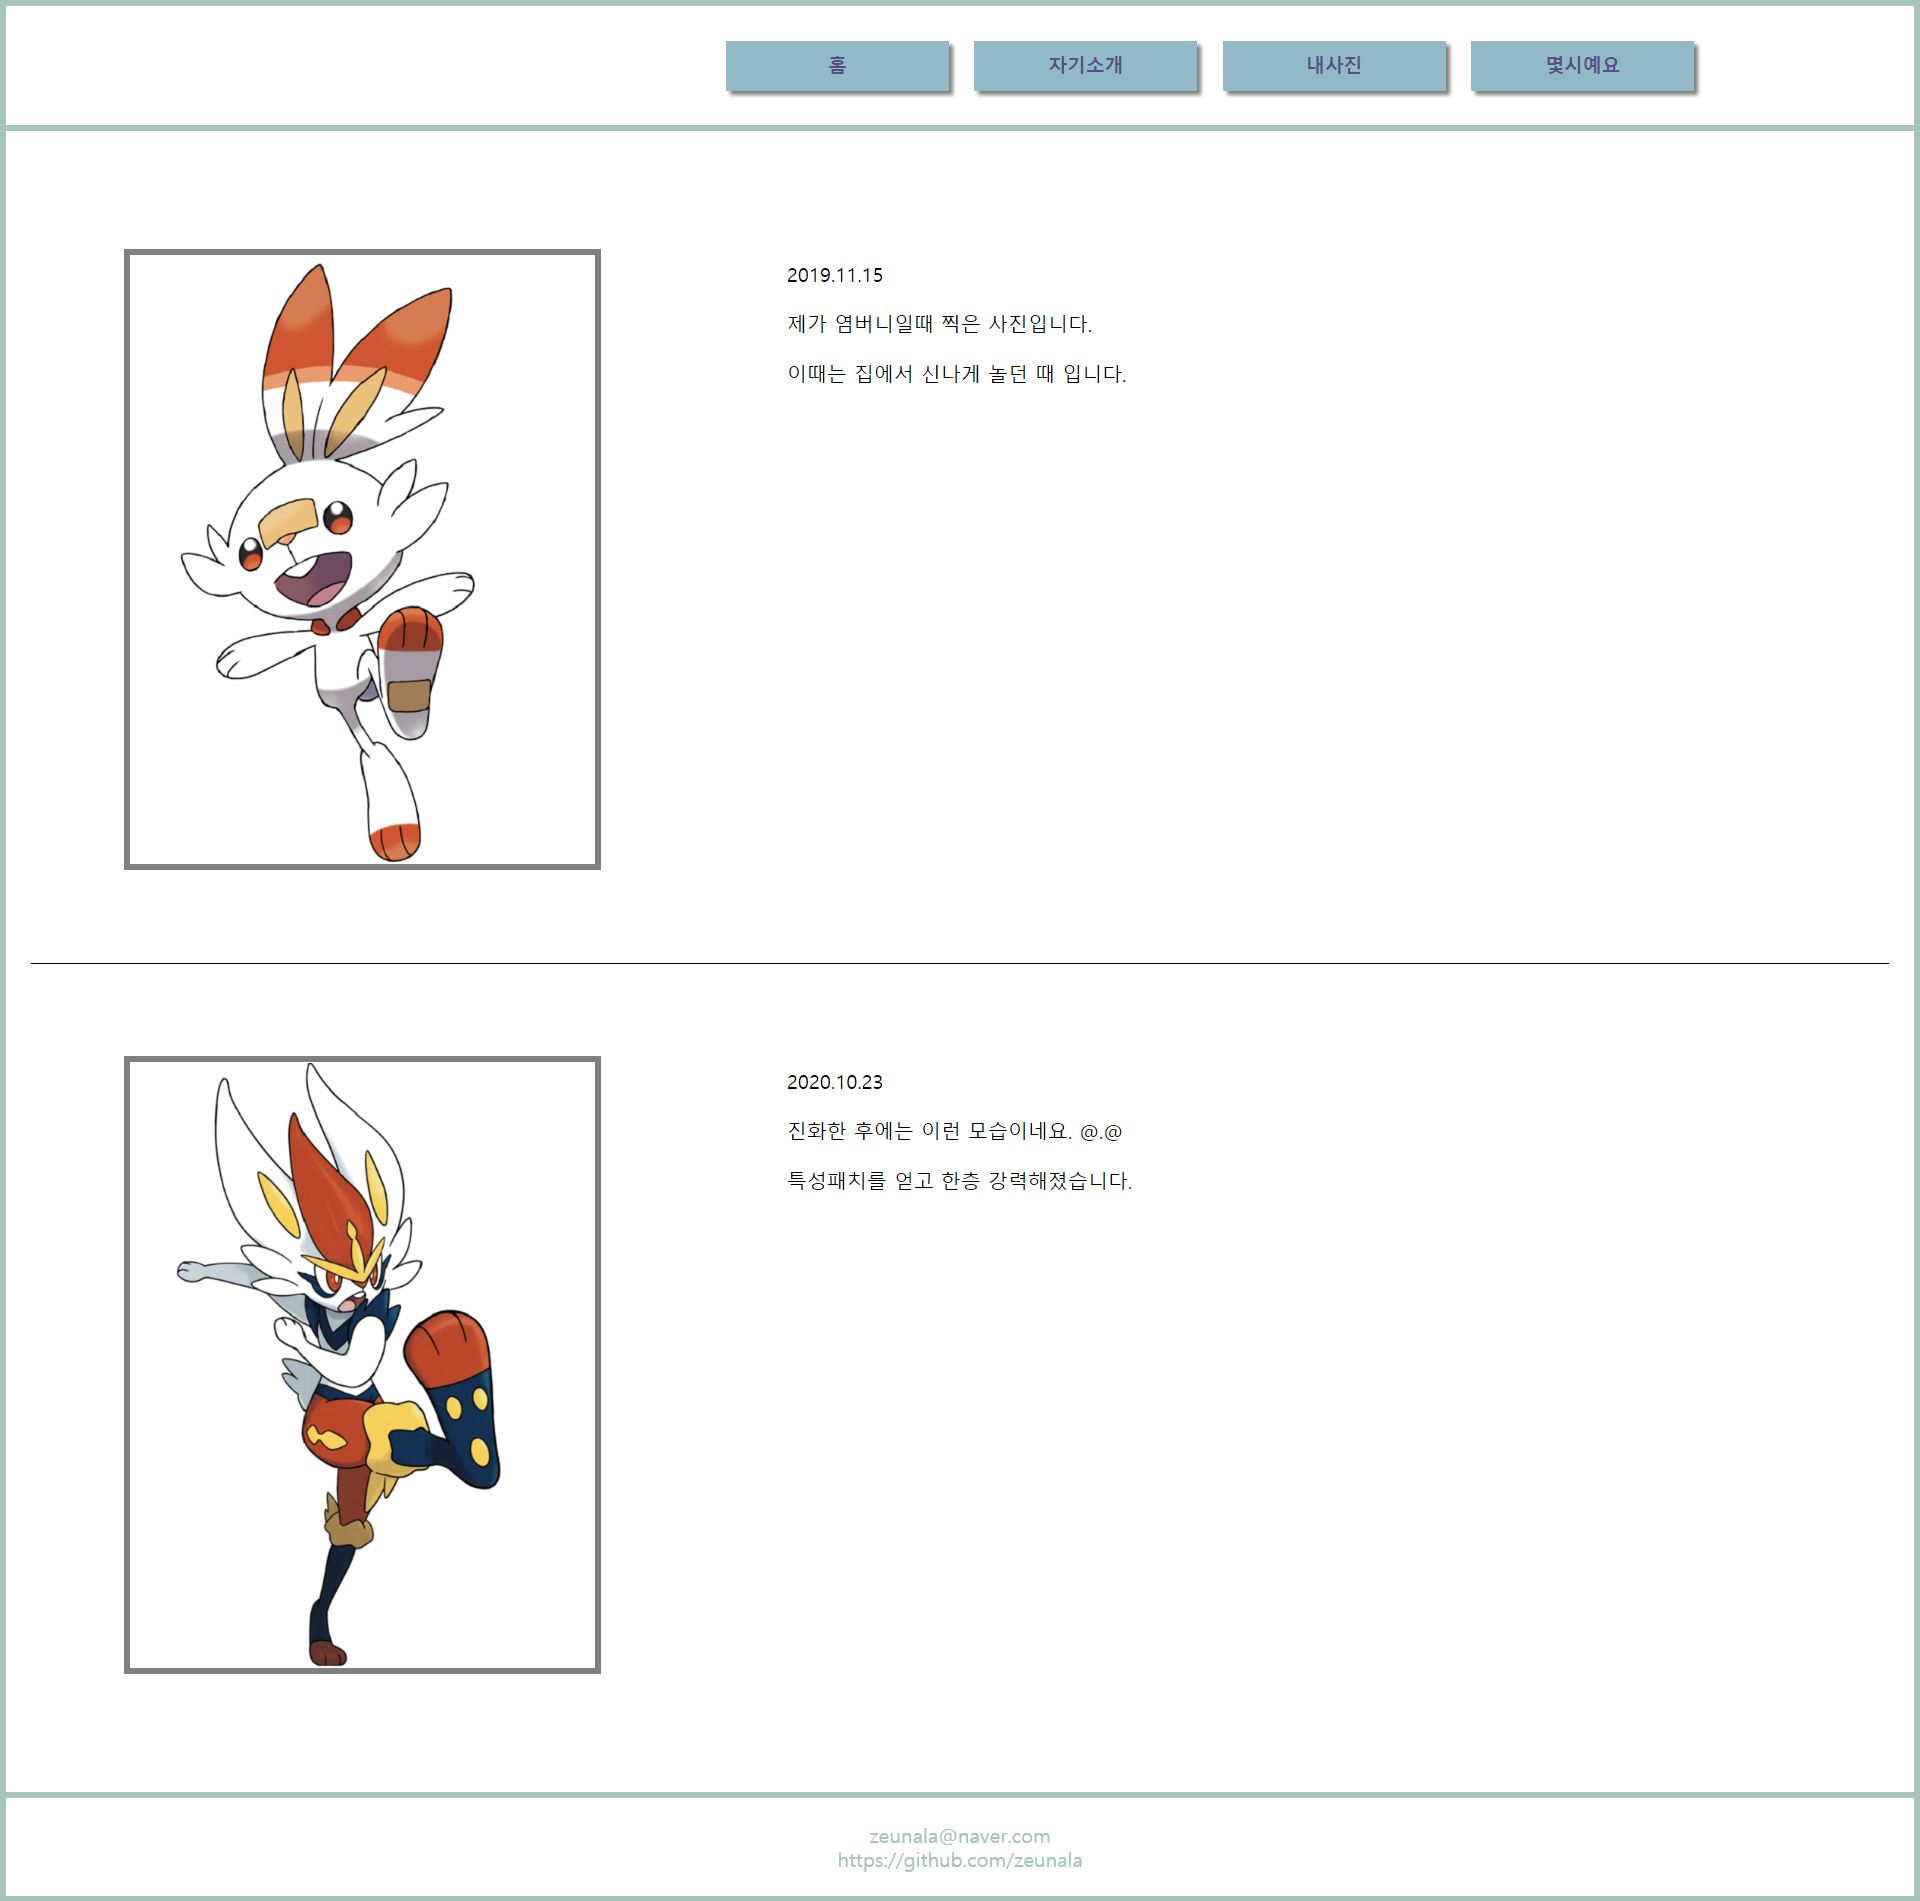 홈
자기소개
내사진
몇시예요
2019.11.15
제가 염버니일때 찍은 사진입니다.
이때는 집에서 신나게 놀던 때 입니다.
2020.10.23
진화한 후에는 이런 모습이네요. @.@
특성패치를 얻고 한층 강력해졌습니다.
zeunala@naver.com
https://github.com/zeunala